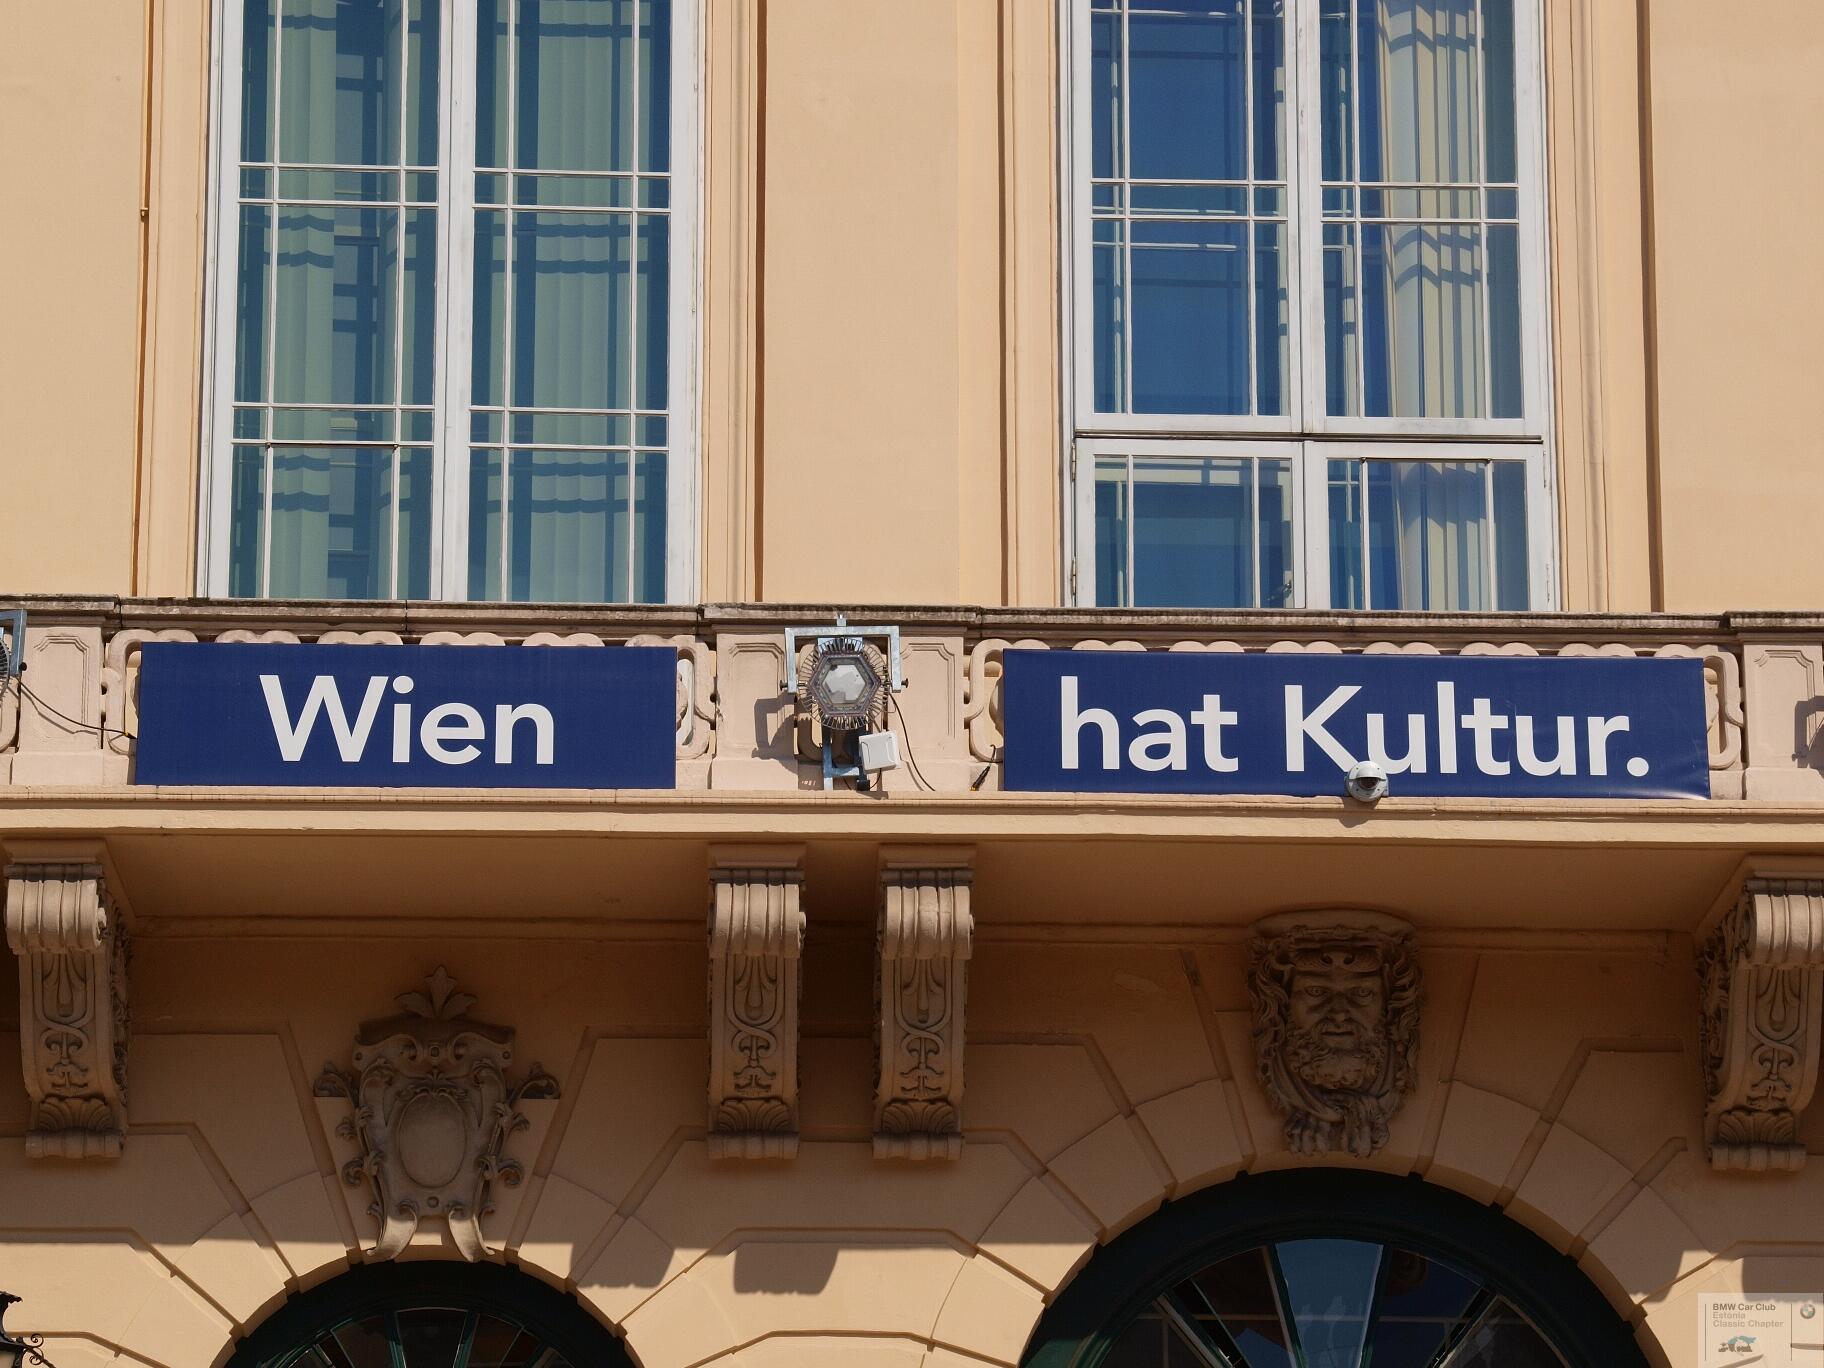 Wien hat Kultur.
BMW Car Club
Estonia
Classic Chapter